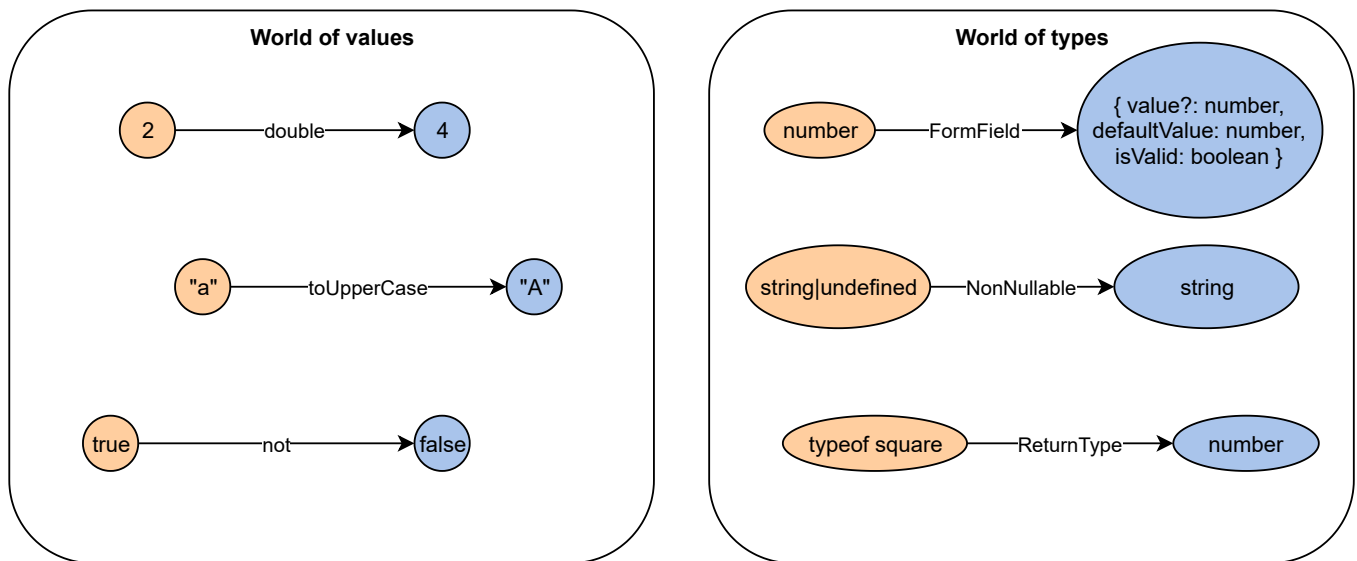 World of values
2
double
4
"a"
toUpperCase
"A"
true
not
false
World of types
number
FormField
{ value?: number,
defaultValue: number,
isValid: boolean }
string|undefined
NonNullable
string
typeof square
ReturnType
number